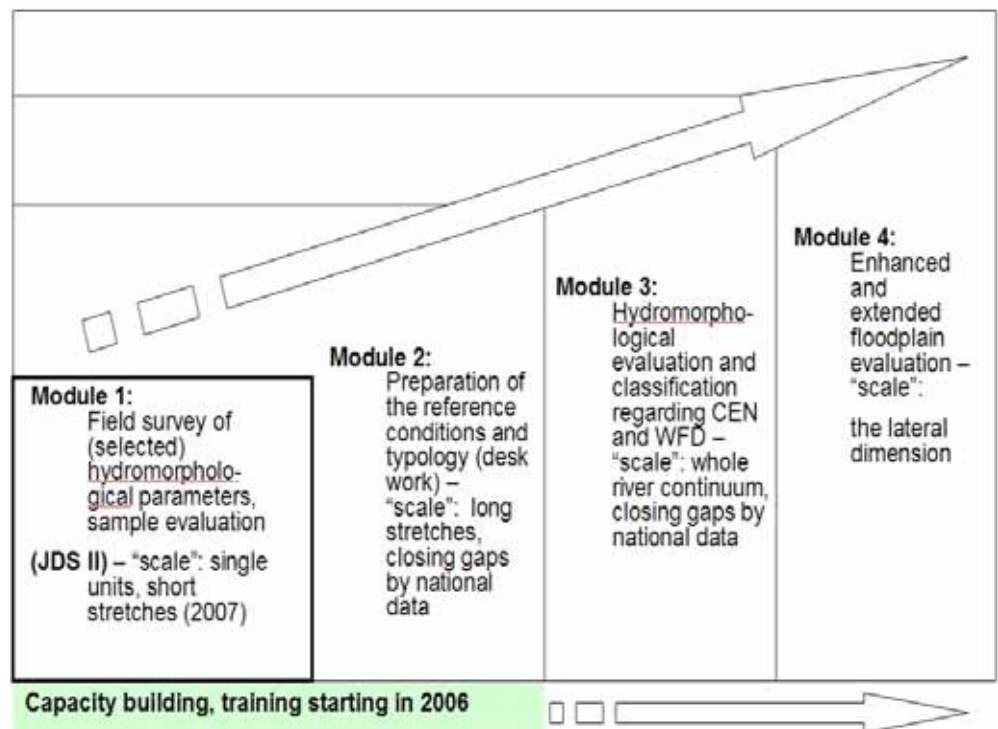 Module 1:
Field survey of
(selected)
hydromorpholo-
gical parameters,
sample evaluation
(JDS II) – “scale”: single
units, short
stretches (2007)
Module 2:
Preparation of
the reference
conditions and
typology (desk
work) –
“scale”: long
stretches,
closing gaps
by national
data
Module 3:
Hydromorpho-
logical
evaluation and
classification
regarding CEN
and WFD –
“scale”: whole
river continuum,
closing gaps by
national data
Module 4:
Enhanced
and
extended
floodplain
evaluation –
“scale”:
the lateral
dimension
Capacity building, training starting in 2006